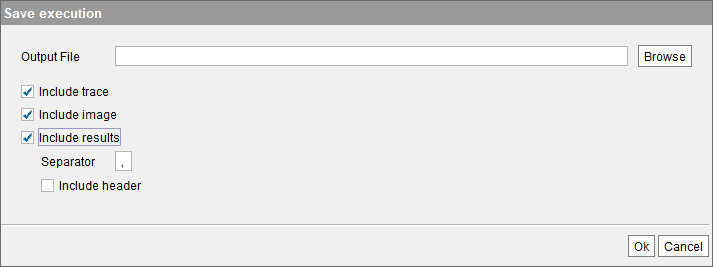 Save execution
Output File Browse
Include trace
Include image
Include results
Separator ,
Include header
Ok Cancel